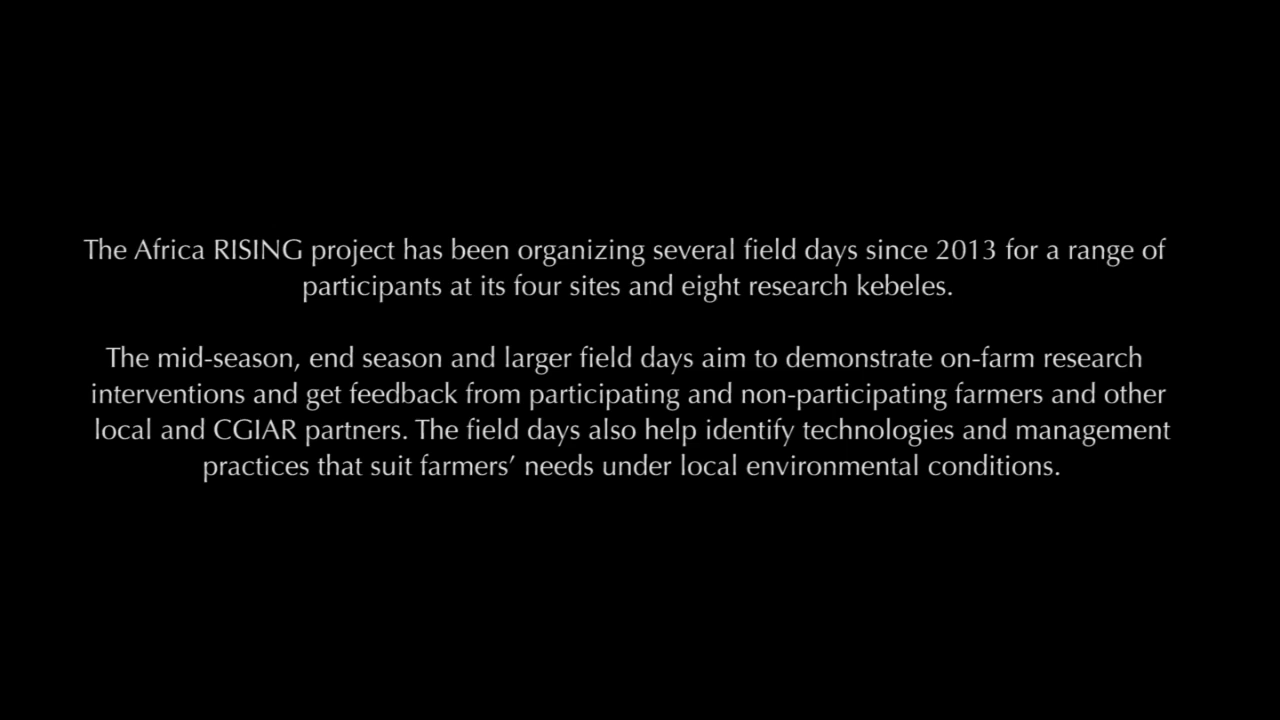 The Africa RISING project has been organizing several field days since 2013 for a range of
participants at its four sites and eight research kebeles.
The mid-season, end season and larger field days aim to demonstrate on-farm research
interventions and get feedback from participating and non-participating farmers and other
local and CGIAR partners. The field days also help identify technologies and management
practices that suit farmers’ needs under local environmental conditions.